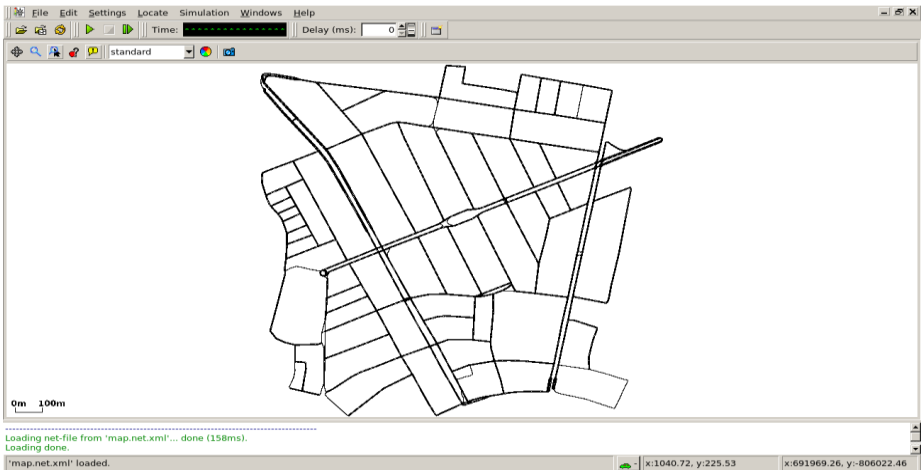 File Edit Settings Locate Simulation Windows Help
Time: Delay (ms): 0
standard
0m 100m
Loading net-file from 'map.net.xml'... done (158ms).
Loading done.
'map.net.xml' loaded. x:1040.72, y:225.53 x:691969.26, y:-806022.46